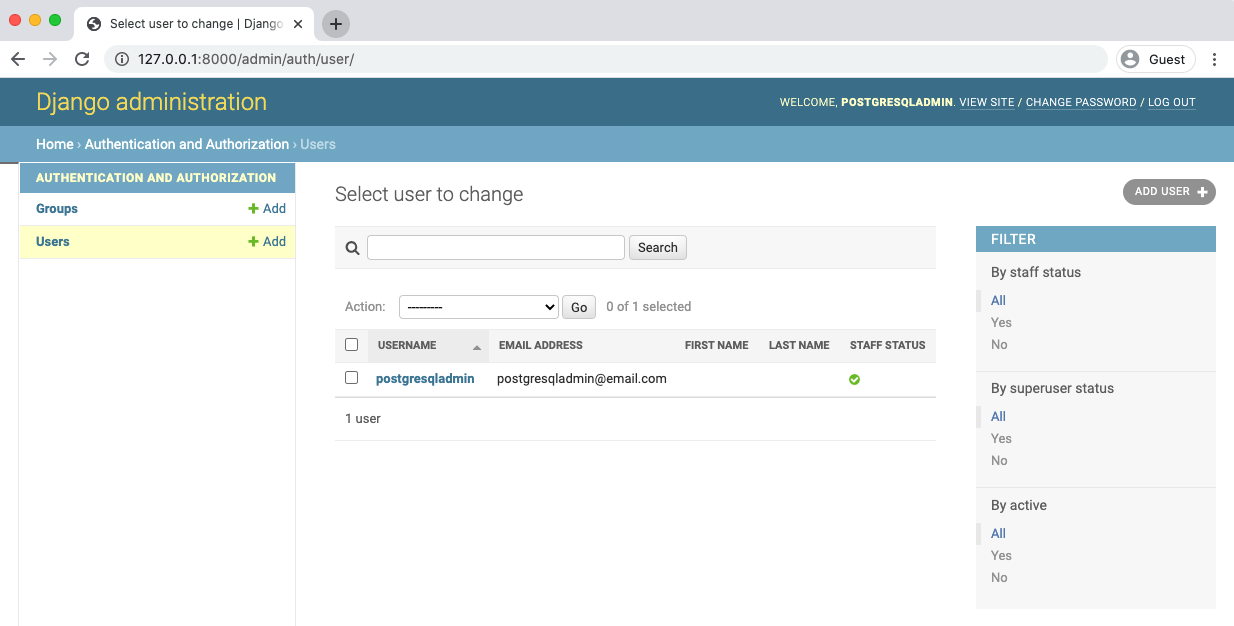 Select user to change | Django
127.0.0.1:8000/admin/auth/user/
Guest
Django administration
WELCOME, POSTGRESQLADMIN. VIEW SITE / CHANGE PASSWORD / LOG OUT
Home › Authentication and Authorization › Users
AUTHENTICATION AND AUTHORIZATION
Groups + Add
Users + Add
Select user to change
ADD USER +
Search
Action: --------- Go 0 of 1 selected
USERNAME EMAIL ADDRESS FIRST NAME LAST NAME STAFF STATUS
postgresqladmin postgresqladmin@email.com
1 user
FILTER
By staff status
All
Yes
No
By superuser status
All
Yes
No
By active
All
Yes
No